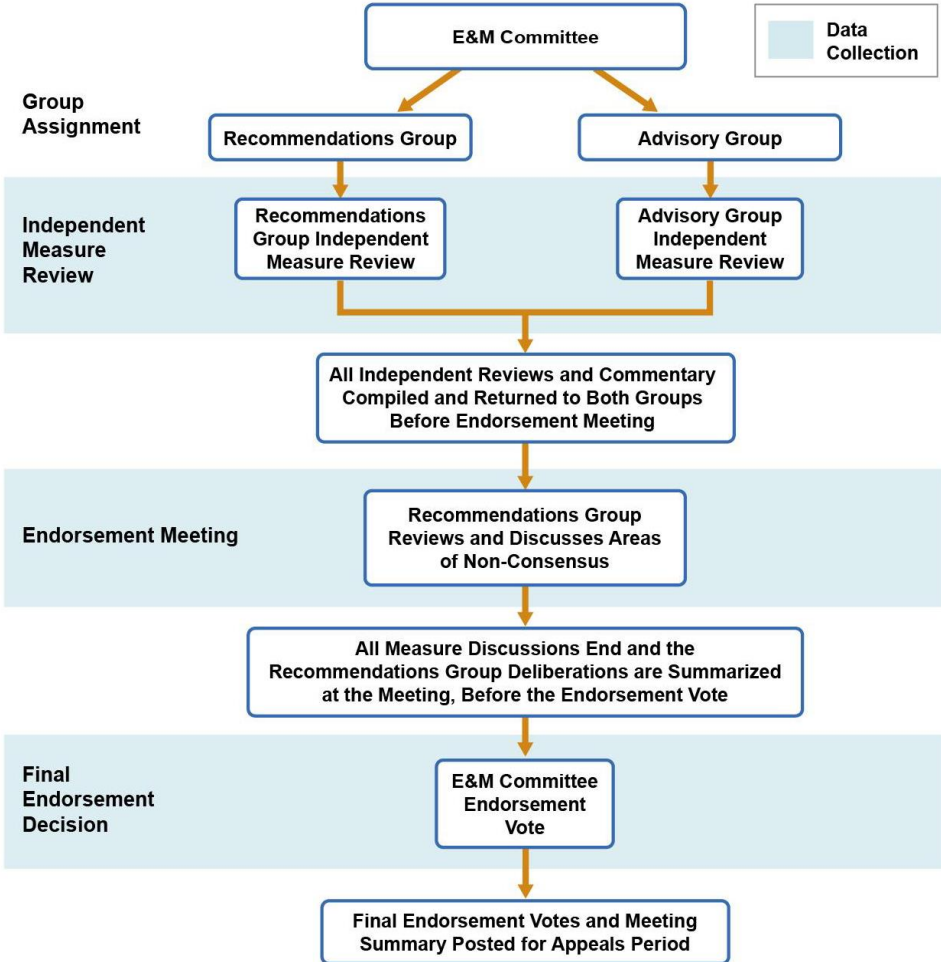 E&M Committee
Data
Collection
Group
Assignment
Recommendations Group
Advisory Group
Independent
Measure
Review
Recommendations
Group Independent
Measure Review
Advisory Group
Independent
Measure Review
All Independent Reviews and Commentary
Compiled and Returned to Both Groups
Before Endorsement Meeting
Endorsement Meeting
Recommendations Group
Reviews and Discusses Areas
of Non-Consensus
All Measure Discussions End and the
Recommendations Group Deliberations are Summarized
at the Meeting, Before the Endorsement Vote
Final
Endorsement
Decision
E&M Committee
Endorsement
Vote
Final Endorsement Votes and Meeting
Summary Posted for Appeals Period